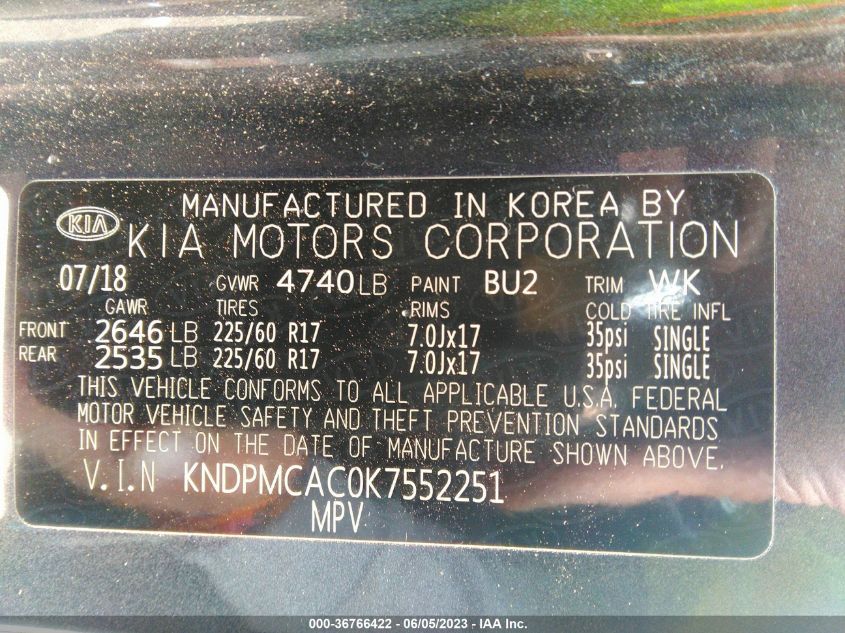 MANUFACTURED IN KOREA BY
KIA KIA MOTORS CORPORATION
07/18 GVWR 4740 LB PAINT BU2 TRIM WK
GAWR TIRES RIMS COLD TIRE INFL
FRONT 2646 LB 225/60 R17 7.0Jx17 35psi SINGLE
REAR 2535 LB 225/60 R17 7.0Jx17 35psi SINGLE
THIS VEHICLE CONFORMS TO ALL APPLICABLE U.S.A. FEDERAL
MOTOR VEHICLE SAFETY AND THEFT PREVENTION STANDARDS
IN EFFECT ON THE DATE OF MANUFACTURE SHOWN ABOVE.
V.I.N KNDPMCAC0K7552251
MPV
000-36766422 - 06/05/2023 - IAA Inc.